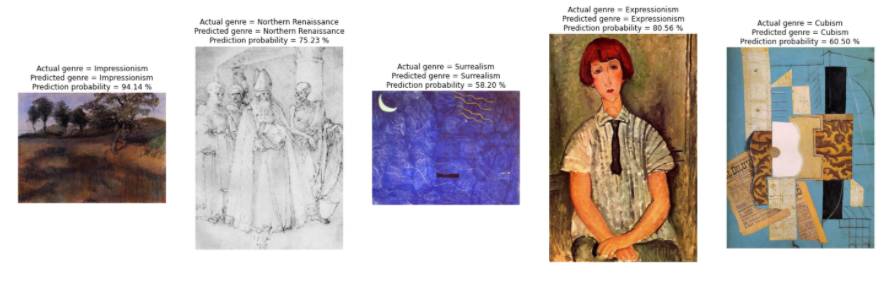 Actual genre = Impressionism
Predicted genre = Impressionism
Prediction probability = 94.14 %
Actual genre = Northern Renaissance
Predicted genre = Northern Renaissance
Prediction probability = 75.23 %
Actual genre = Surrealism
Predicted genre = Surrealism
Prediction probability = 58.20 %
Actual genre = Expressionism
Predicted genre = Expressionism
Prediction probability = 80.56 %
Actual genre = Cubism
Predicted genre = Cubism
Prediction probability = 60.50 %